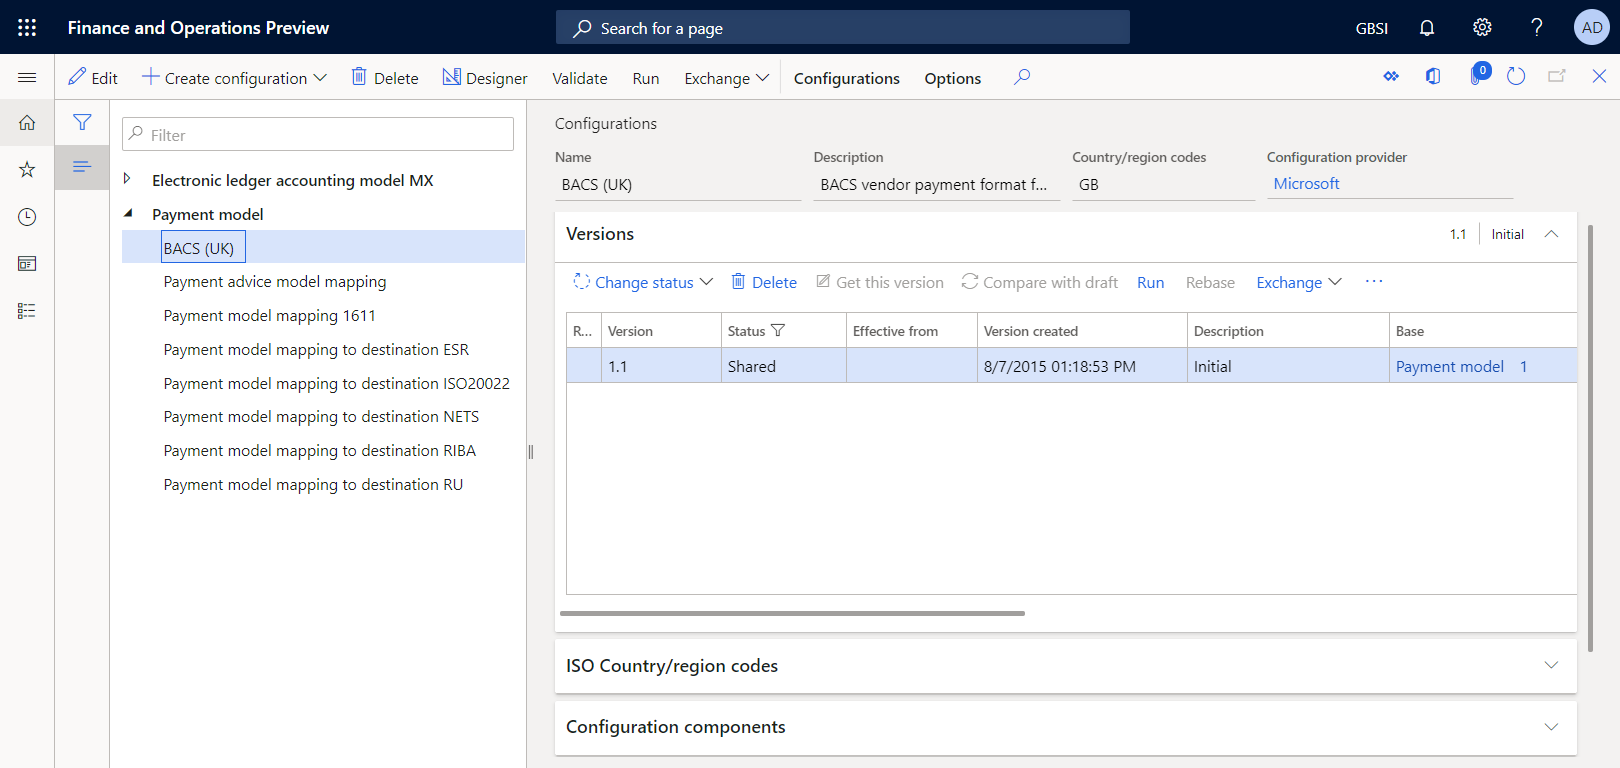 Finance and Operations Preview
Search for a page
GBSI
AD
Edit
Create configuration
Delete
Designer
Validate
Run
Exchange
Configurations
Options
0
Filter
Electronic ledger accounting model MX
Payment model
BACS (UK)
Payment advice model mapping
Payment model mapping 1611
Payment model mapping to destination ESR
Payment model mapping to destination ISO20022
Payment model mapping to destination NETS
Payment model mapping to destination RIBA
Payment model mapping to destination RU
Configurations
Name Description Country/region codes Configuration provider
BACS (UK) BACS vendor payment format f... GB Microsoft
Versions 1.1 Initial
Change status Delete Get this version Compare with draft Run Rebase Exchange ...
R... Version Status Effective from Version created Description Base
1.1 Shared 8/7/2015 01:18:53 PM Initial Payment model 1
ISO Country/region codes
Configuration components